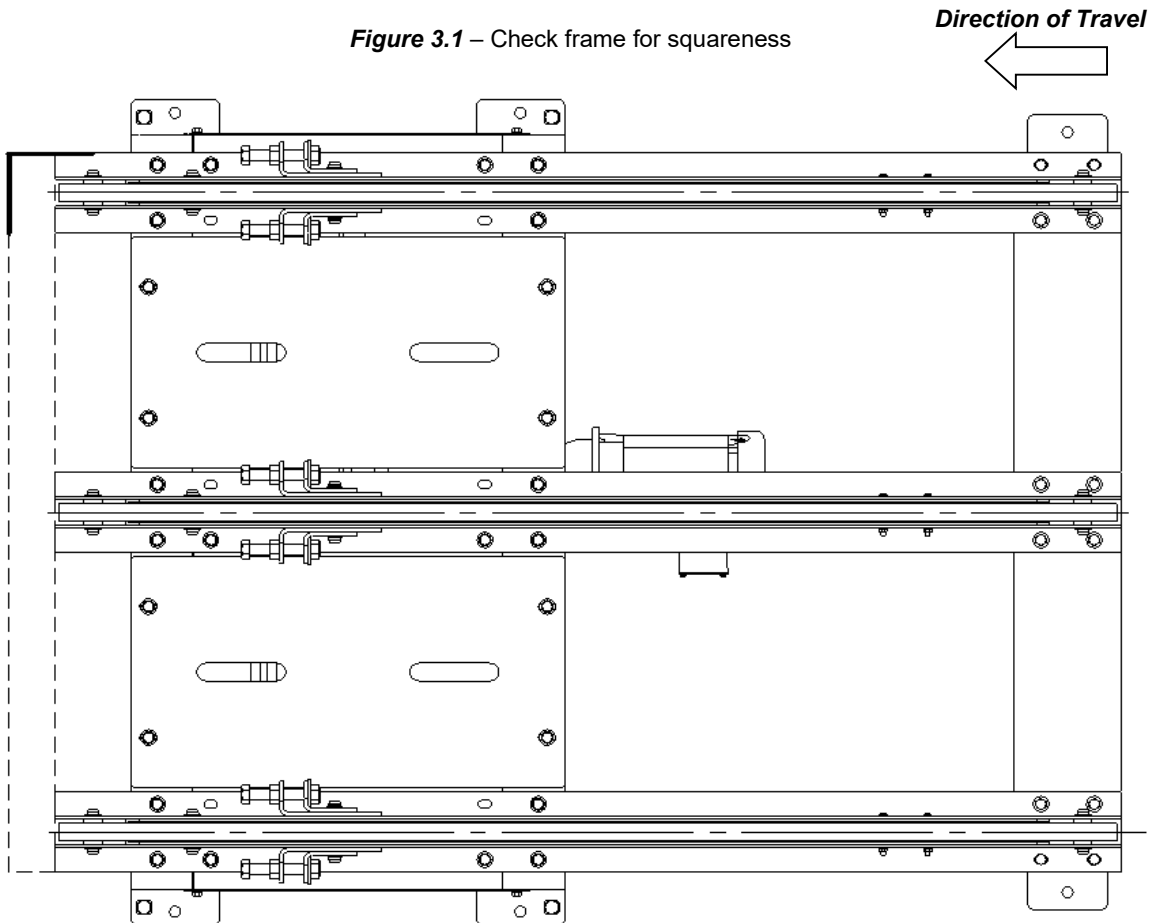 Direction of Travel
Figure 3.1 – Check frame for squareness